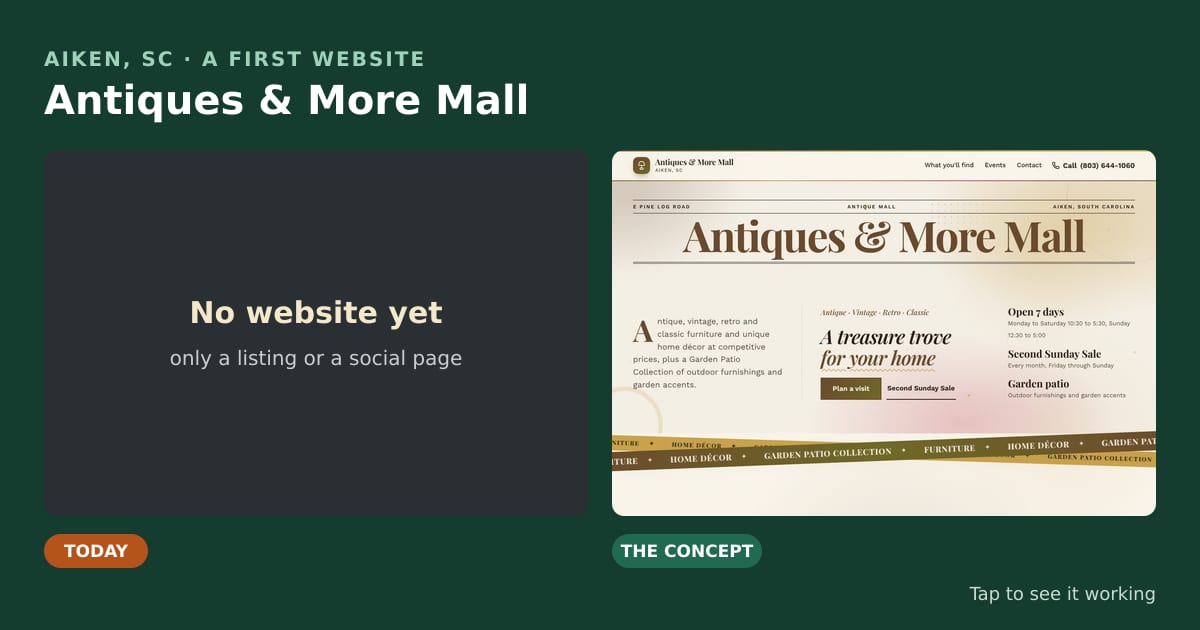 AIKEN, SC · A FIRST WEBSITE
Antiques & More Mall
No website yet
only a listing or a social page
TODAY
Antiques & More Mall
AIKEN, SC
What you'll find
Events
Contact
Call (803) 644-1060
E PINE LOG ROAD
ANTIQUE MALL
AIKEN, SOUTH CAROLINA
Antiques & More Mall
Antique, vintage, retro and
classic furniture and unique
home décor at competitive
prices, plus a Garden Patio
Collection of outdoor furnishings and
garden accents.
Antique · Vintage · Retro · Classic
A treasure trove
for your home
Plan a visit
Second Sunday Sale
Open 7 days
Monday to Saturday 10:30 to 5:30, Sunday
12:30 to 5:00
Second Sunday Sale
Every month, Friday through Sunday
Garden patio
Outdoor furnishings and garden accents
NITURE ✦ HOME DÉCOR ✦
GARDEN PATIO COLLECTION
TURE ✦ HOME DÉCOR ✦ GARDEN PATIO COLLECTION ✦ FURNITURE ✦ HOME DÉCOR ✦ GARDEN PAT
THE CONCEPT
Tap to see it working